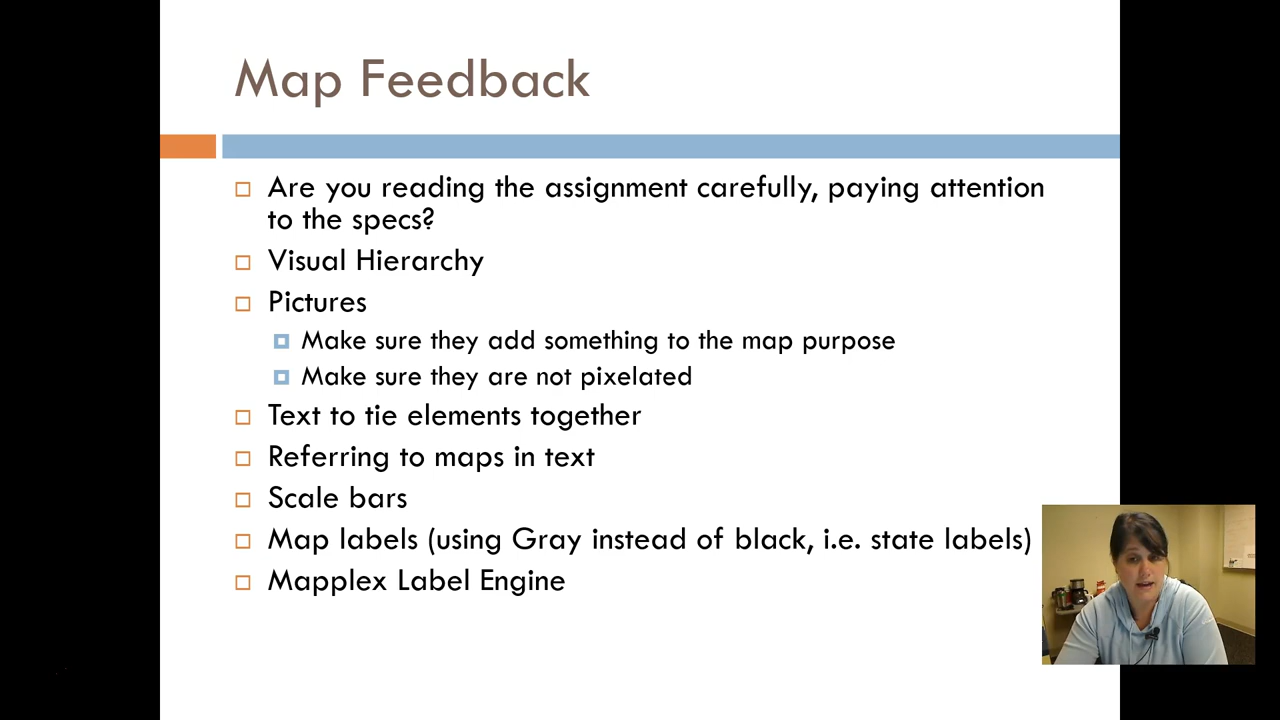 Map Feedback
Are you reading the assignment carefully, paying attention
to the specs?
Visual Hierarchy
Pictures
Make sure they add something to the map purpose
Make sure they are not pixelated
Text to tie elements together
Referring to maps in text
Scale bars
Map labels (using Gray instead of black, i.e. state labels)
Mapplex Label Engine